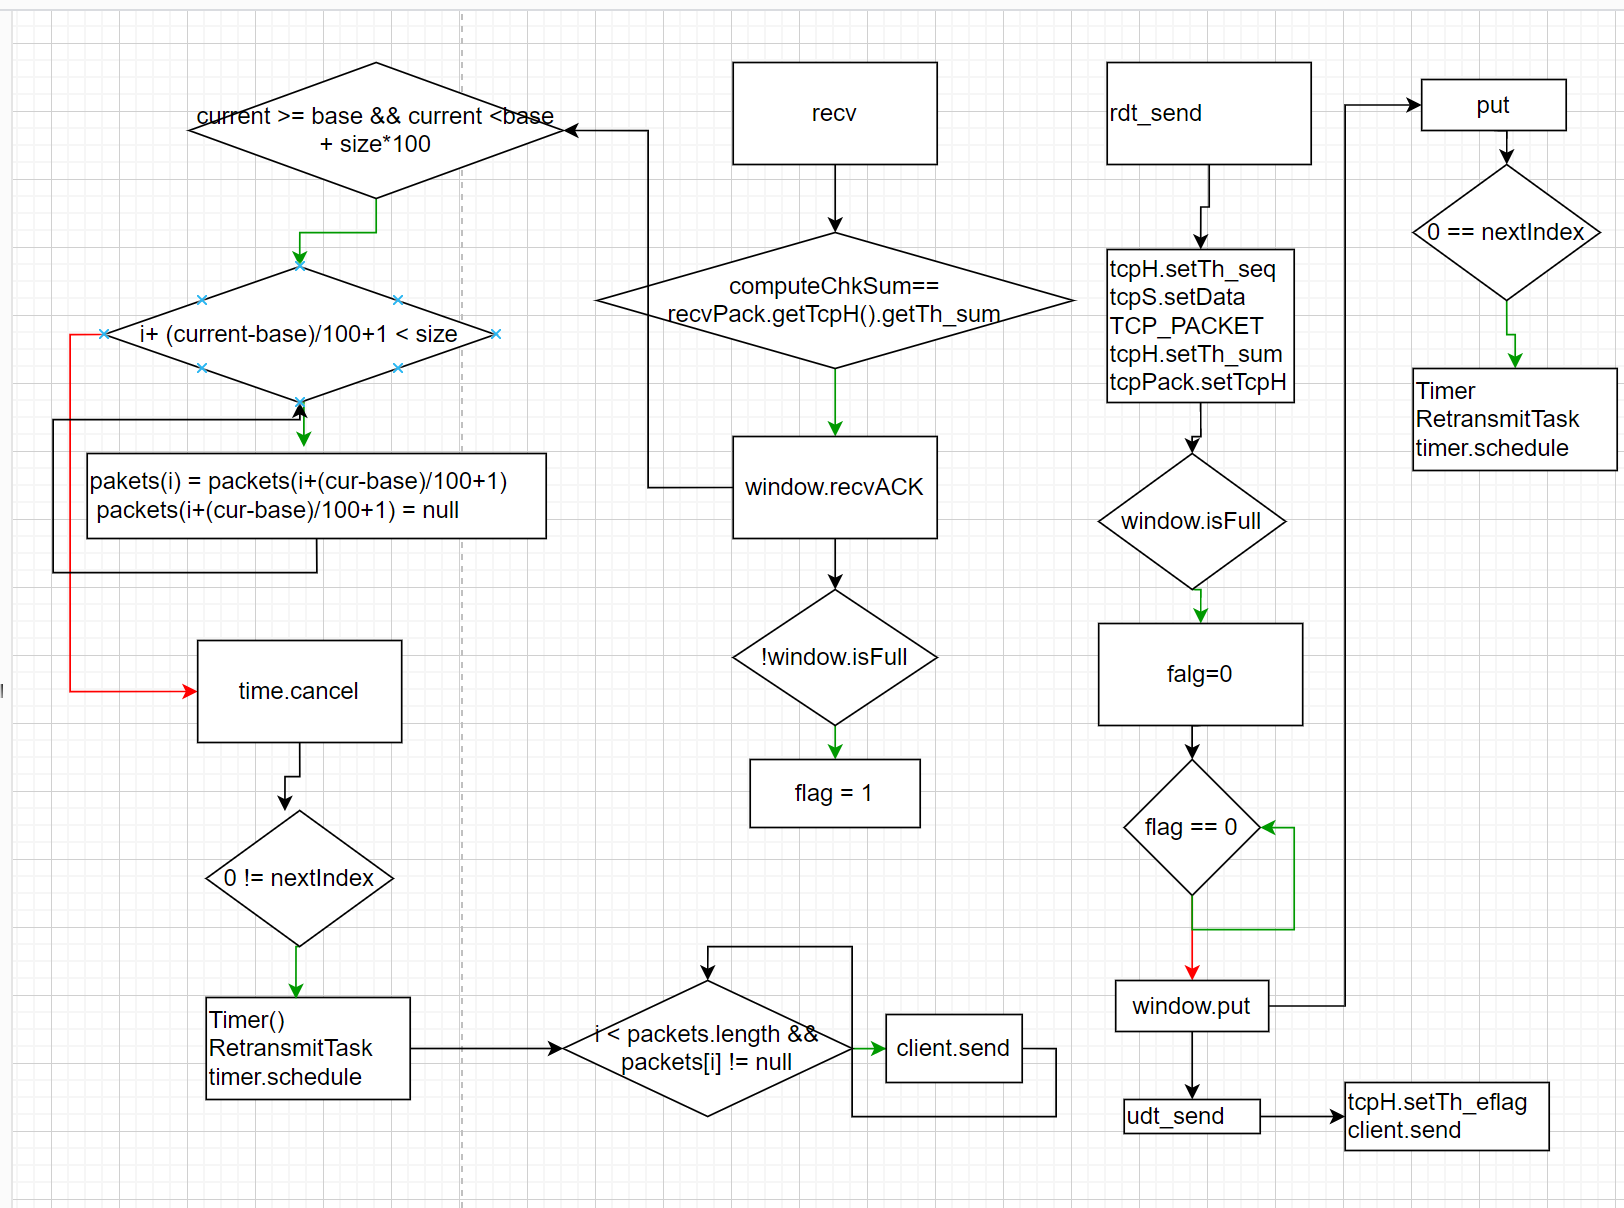 current >= base && current <base
+ size*100
i+ (current-base)/100+1 < size
pakets(i) = packets(i+(cur-base)/100+1)
packets(i+(cur-base)/100+1) = null
time.cancel
0 != nextIndex
Timer()
RetransmitTask
timer.schedule
i < packets.length &&
packets[i] != null
client.send
recv
computeChkSum==
recvPack.getTcpH().getTh_sum
window.recvACK
!window.isFull
flag = 1
rdt_send
tcpH.setTh_seq
tcpS.setData
TCP_PACKET
tcpH.setTh_sum
tcpPack.setTcpH
window.isFull
falg=0
flag == 0
window.put
udt_send
tcpH.setTh_eflag
client.send
put
0 == nextIndex
Timer
RetransmitTask
timer.schedule